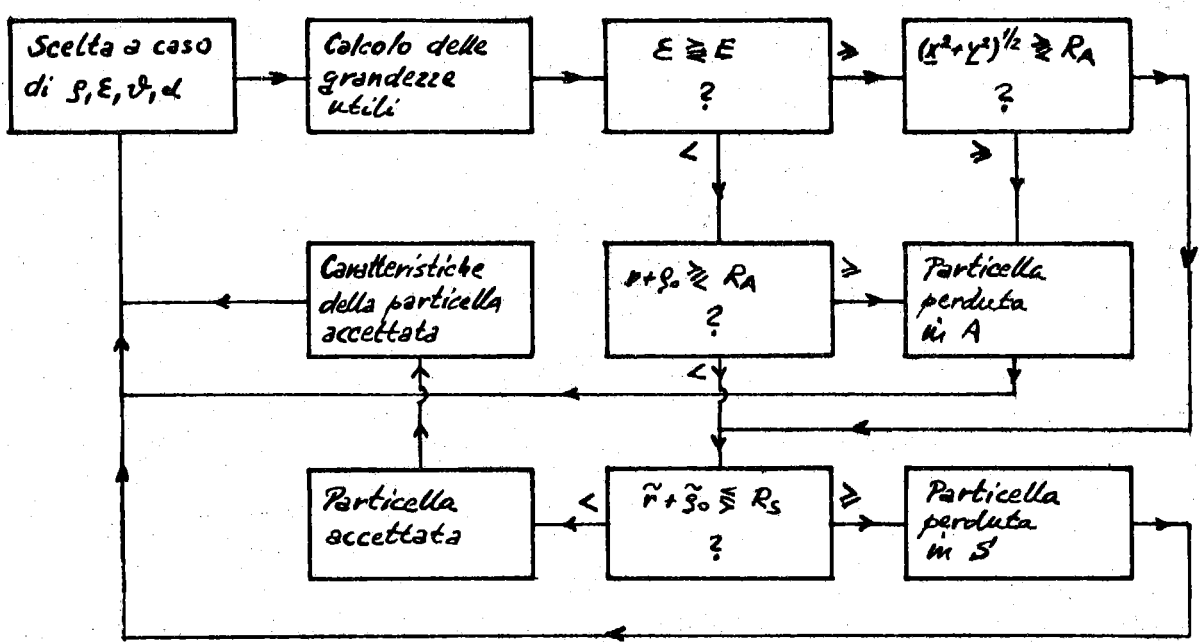 Scelta a caso
di ρ, ε, ϑ, α
Calcolo delle
grandezze
utili
ε ⪌ E
?
≥
(x²+y²)^1/2 ⪌ R_A
?
<
≥
Caratteristiche
della particella
accettata
r+ρ₀ ⪌ R_A
?
≥
Particella
perduta
in A
<
Particella
accettata
<
r̃+ρ̃₀ ⪋ R_S
?
≥
Particella
perduta
in S